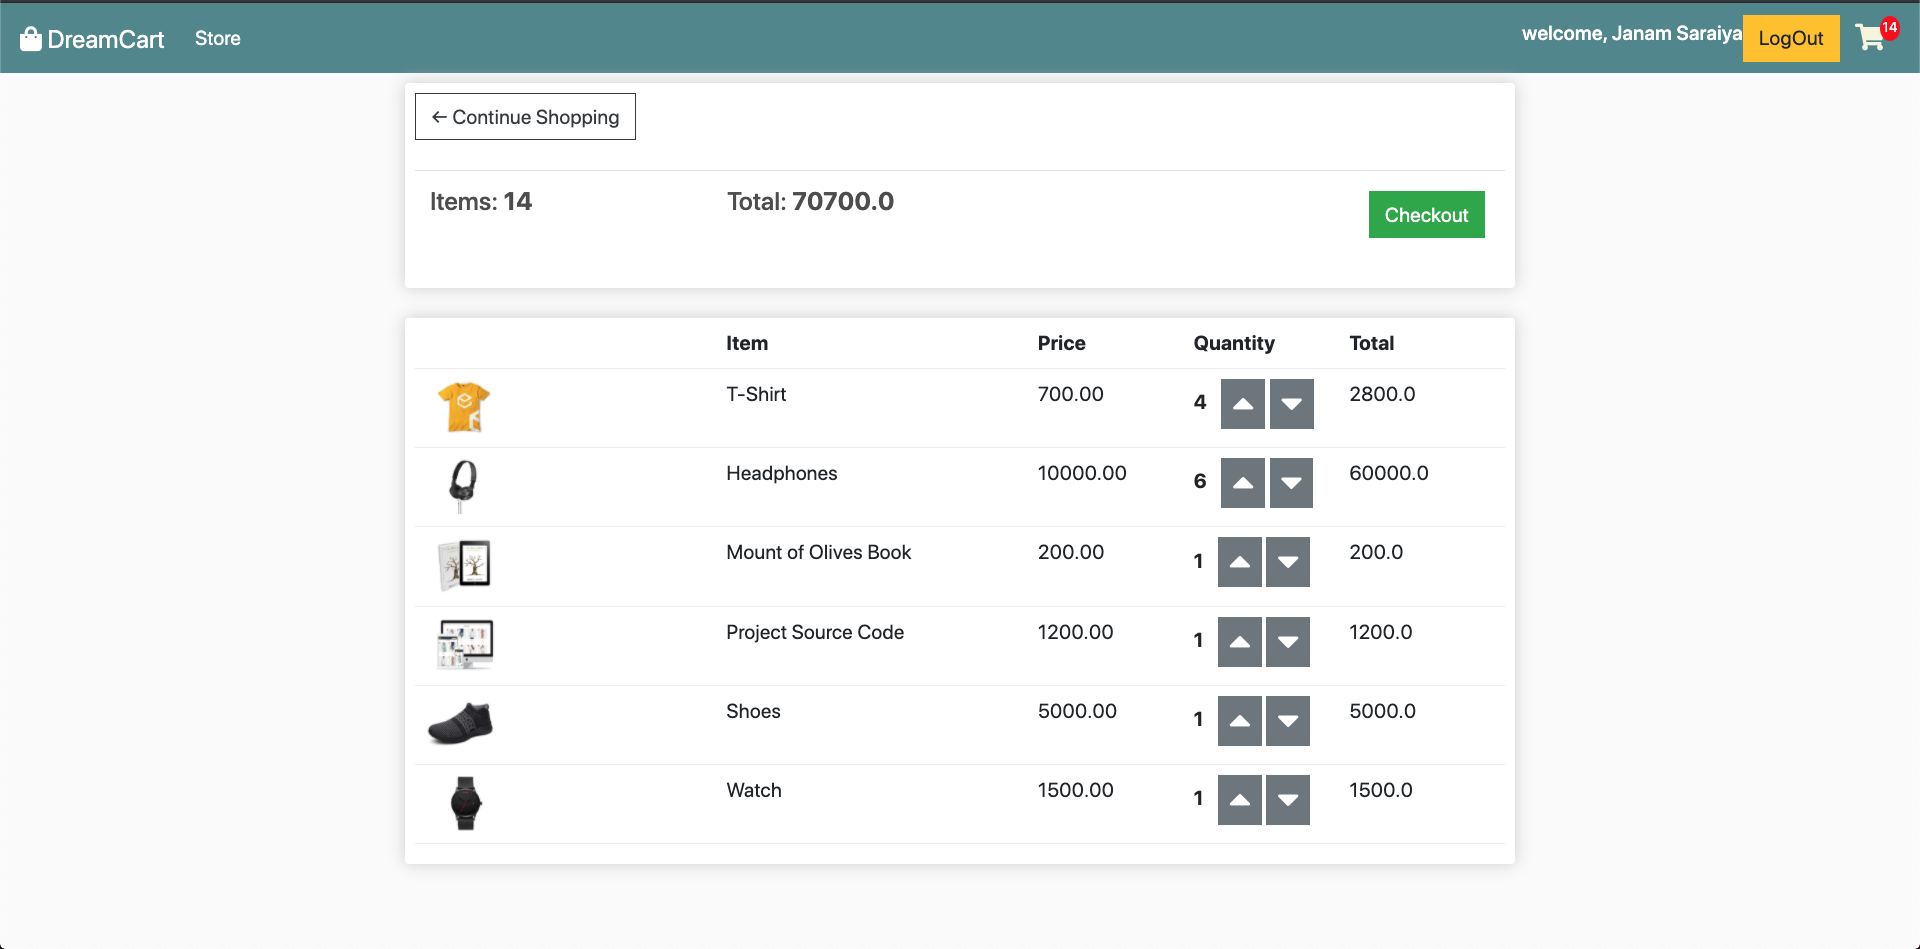 DreamCart Store welcome, Janam Saraiya LogOut 14
← Continue Shopping
Items: 14 Total: 70700.0 Checkout
Item Price Quantity Total
T-Shirt 700.00 4 2800.0
Headphones 10000.00 6 60000.0
Mount of Olives Book 200.00 1 200.0
Project Source Code 1200.00 1 1200.0
Shoes 5000.00 1 5000.0
Watch 1500.00 1 1500.0